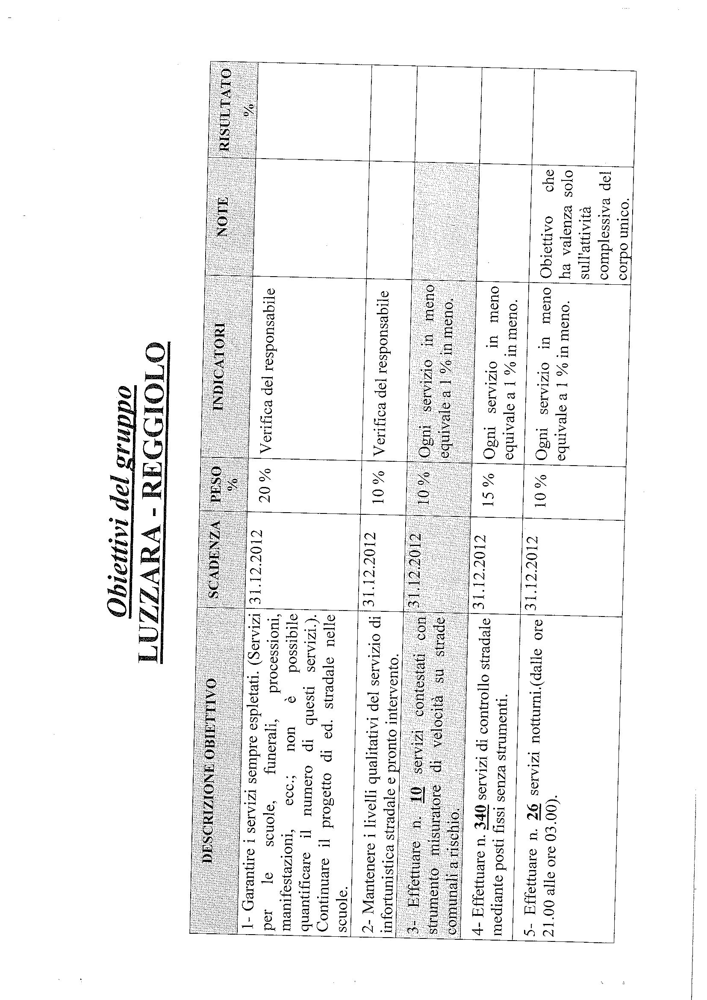 Obiettivi del gruppo
LUZZARA - REGGIOLO
DESCRIZIONE OBIETTIVO
SCADENZA
PESO
%
INDICATORI
NOTE
RISULTATO
%
1- Garantire i servizi sempre espletati. (Servizi
per le scuole, funerali, processioni,
manifestazioni, ecc.; non è possibile
quantificare il numero di questi servizi.).
Continuare il progetto di ed. stradale nelle
scuole.
31.12.2012
20 %
Verifica del responsabile
2- Mantenere i livelli qualitativi del servizio di
infortunistica stradale e pronto intervento.
31.12.2012
10 %
Verifica del responsabile
3- Effettuare n. 10 servizi contestati con
strumento misuratore di velocità su strade
comunali a rischio.
31.12.2012
10 %
Ogni servizio in meno
equivale a 1 % in meno.
4- Effettuare n. 340 servizi di controllo stradale
mediante posti fissi senza strumenti.
31.12.2012
15 %
Ogni servizio in meno
equivale a 1 % in meno.
5- Effettuare n. 26 servizi notturni.(dalle ore
21.00 alle ore 03.00).
31.12.2012
10 %
Ogni servizio in meno
equivale a 1 % in meno.
Obiettivo che
ha valenza solo
sull'attività
complessiva del
corpo unico.